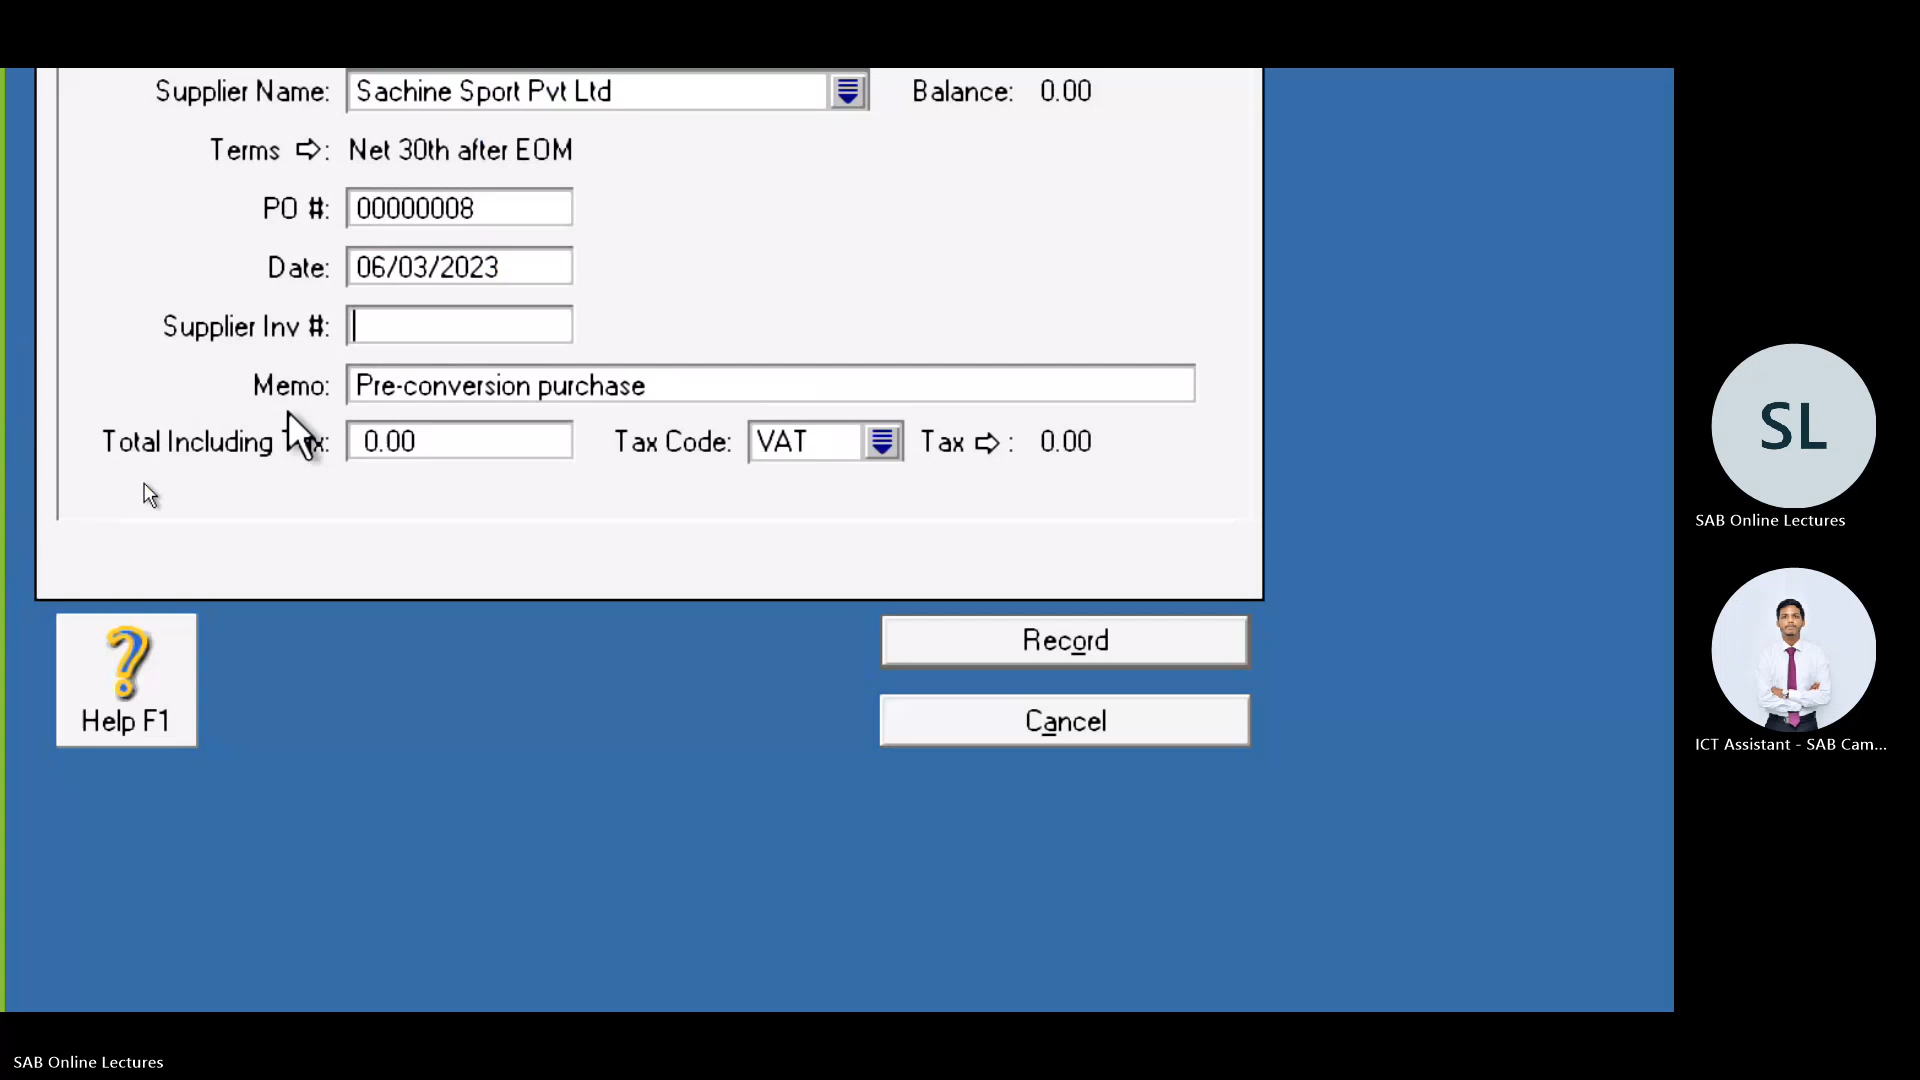 Supplier Name: Sachine Sport Pvt Ltd Balance: 0.00
Terms : Net 30th after EOM
PO #: 00000008
Date: 06/03/2023
Supplier Inv #:
Memo: Pre-conversion purchase
Total Including x: 0.00 Tax Code: VAT Tax : 0.00
Record
Help F1
Cancel
SL
SAB Online Lectures
ICT Assistant - SAB Cam...
SAB Online Lectures